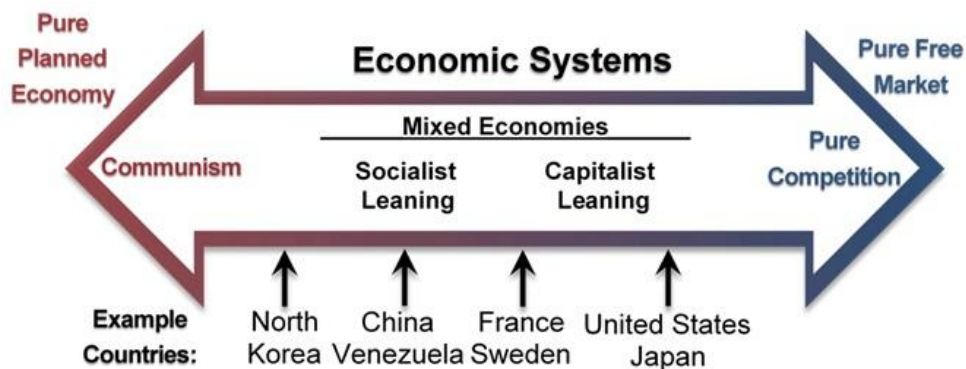 Pure
Planned
Economy
Economic Systems
Pure Free
Market
Mixed Economies
Communism
Socialist
Leaning
Capitalist
Leaning
Pure
Competition
Example
Countries:
North
Korea
China
Venezuela
France
Sweden
United States
Japan